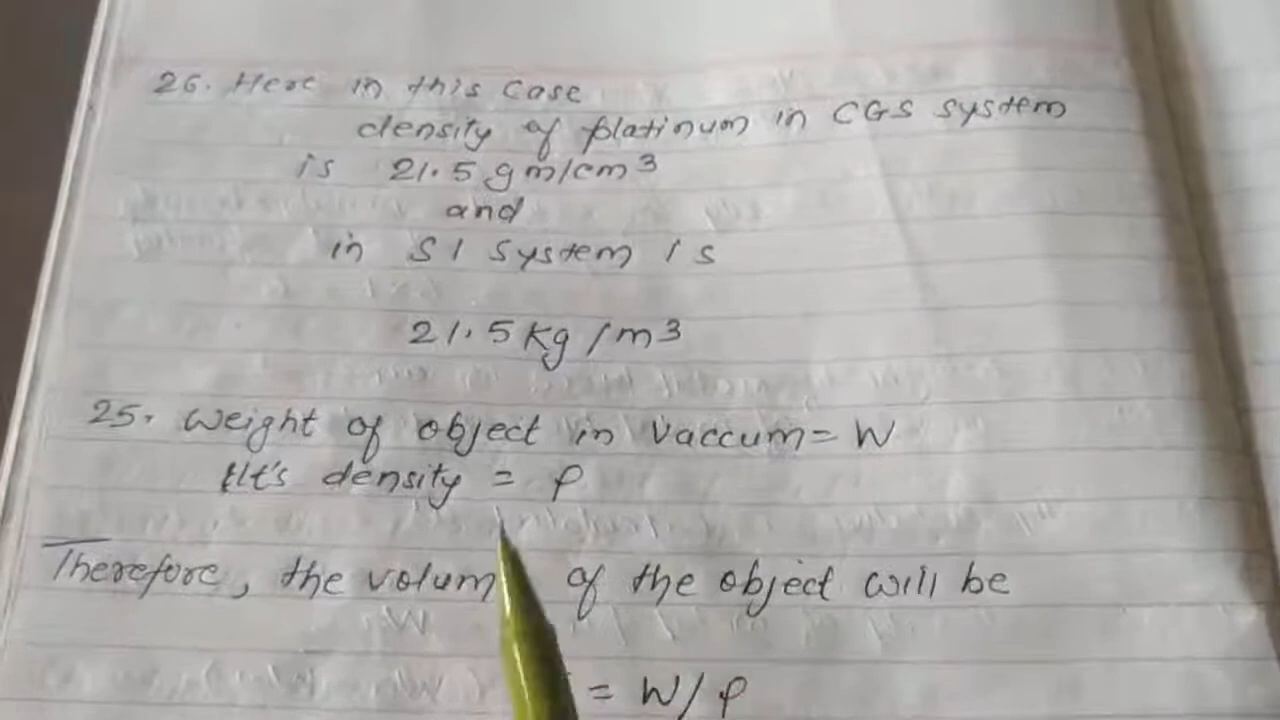 26. Here in this case
density of platinum in CGS system
is 21.5 gm/cm³
and
in SI system is
21.5 Kg/m³
25. Weight of object in Vaccum = W
It's density = ρ
Therefore, the volum of the object will be
= W/ρ